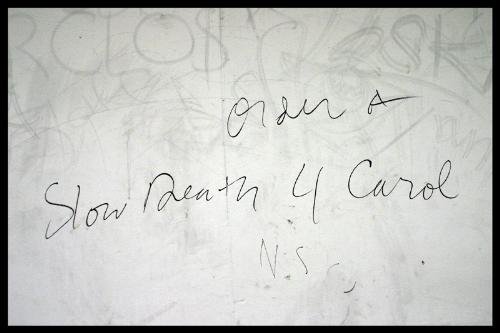 Order A
Slow Death 4 Carol
N.S.